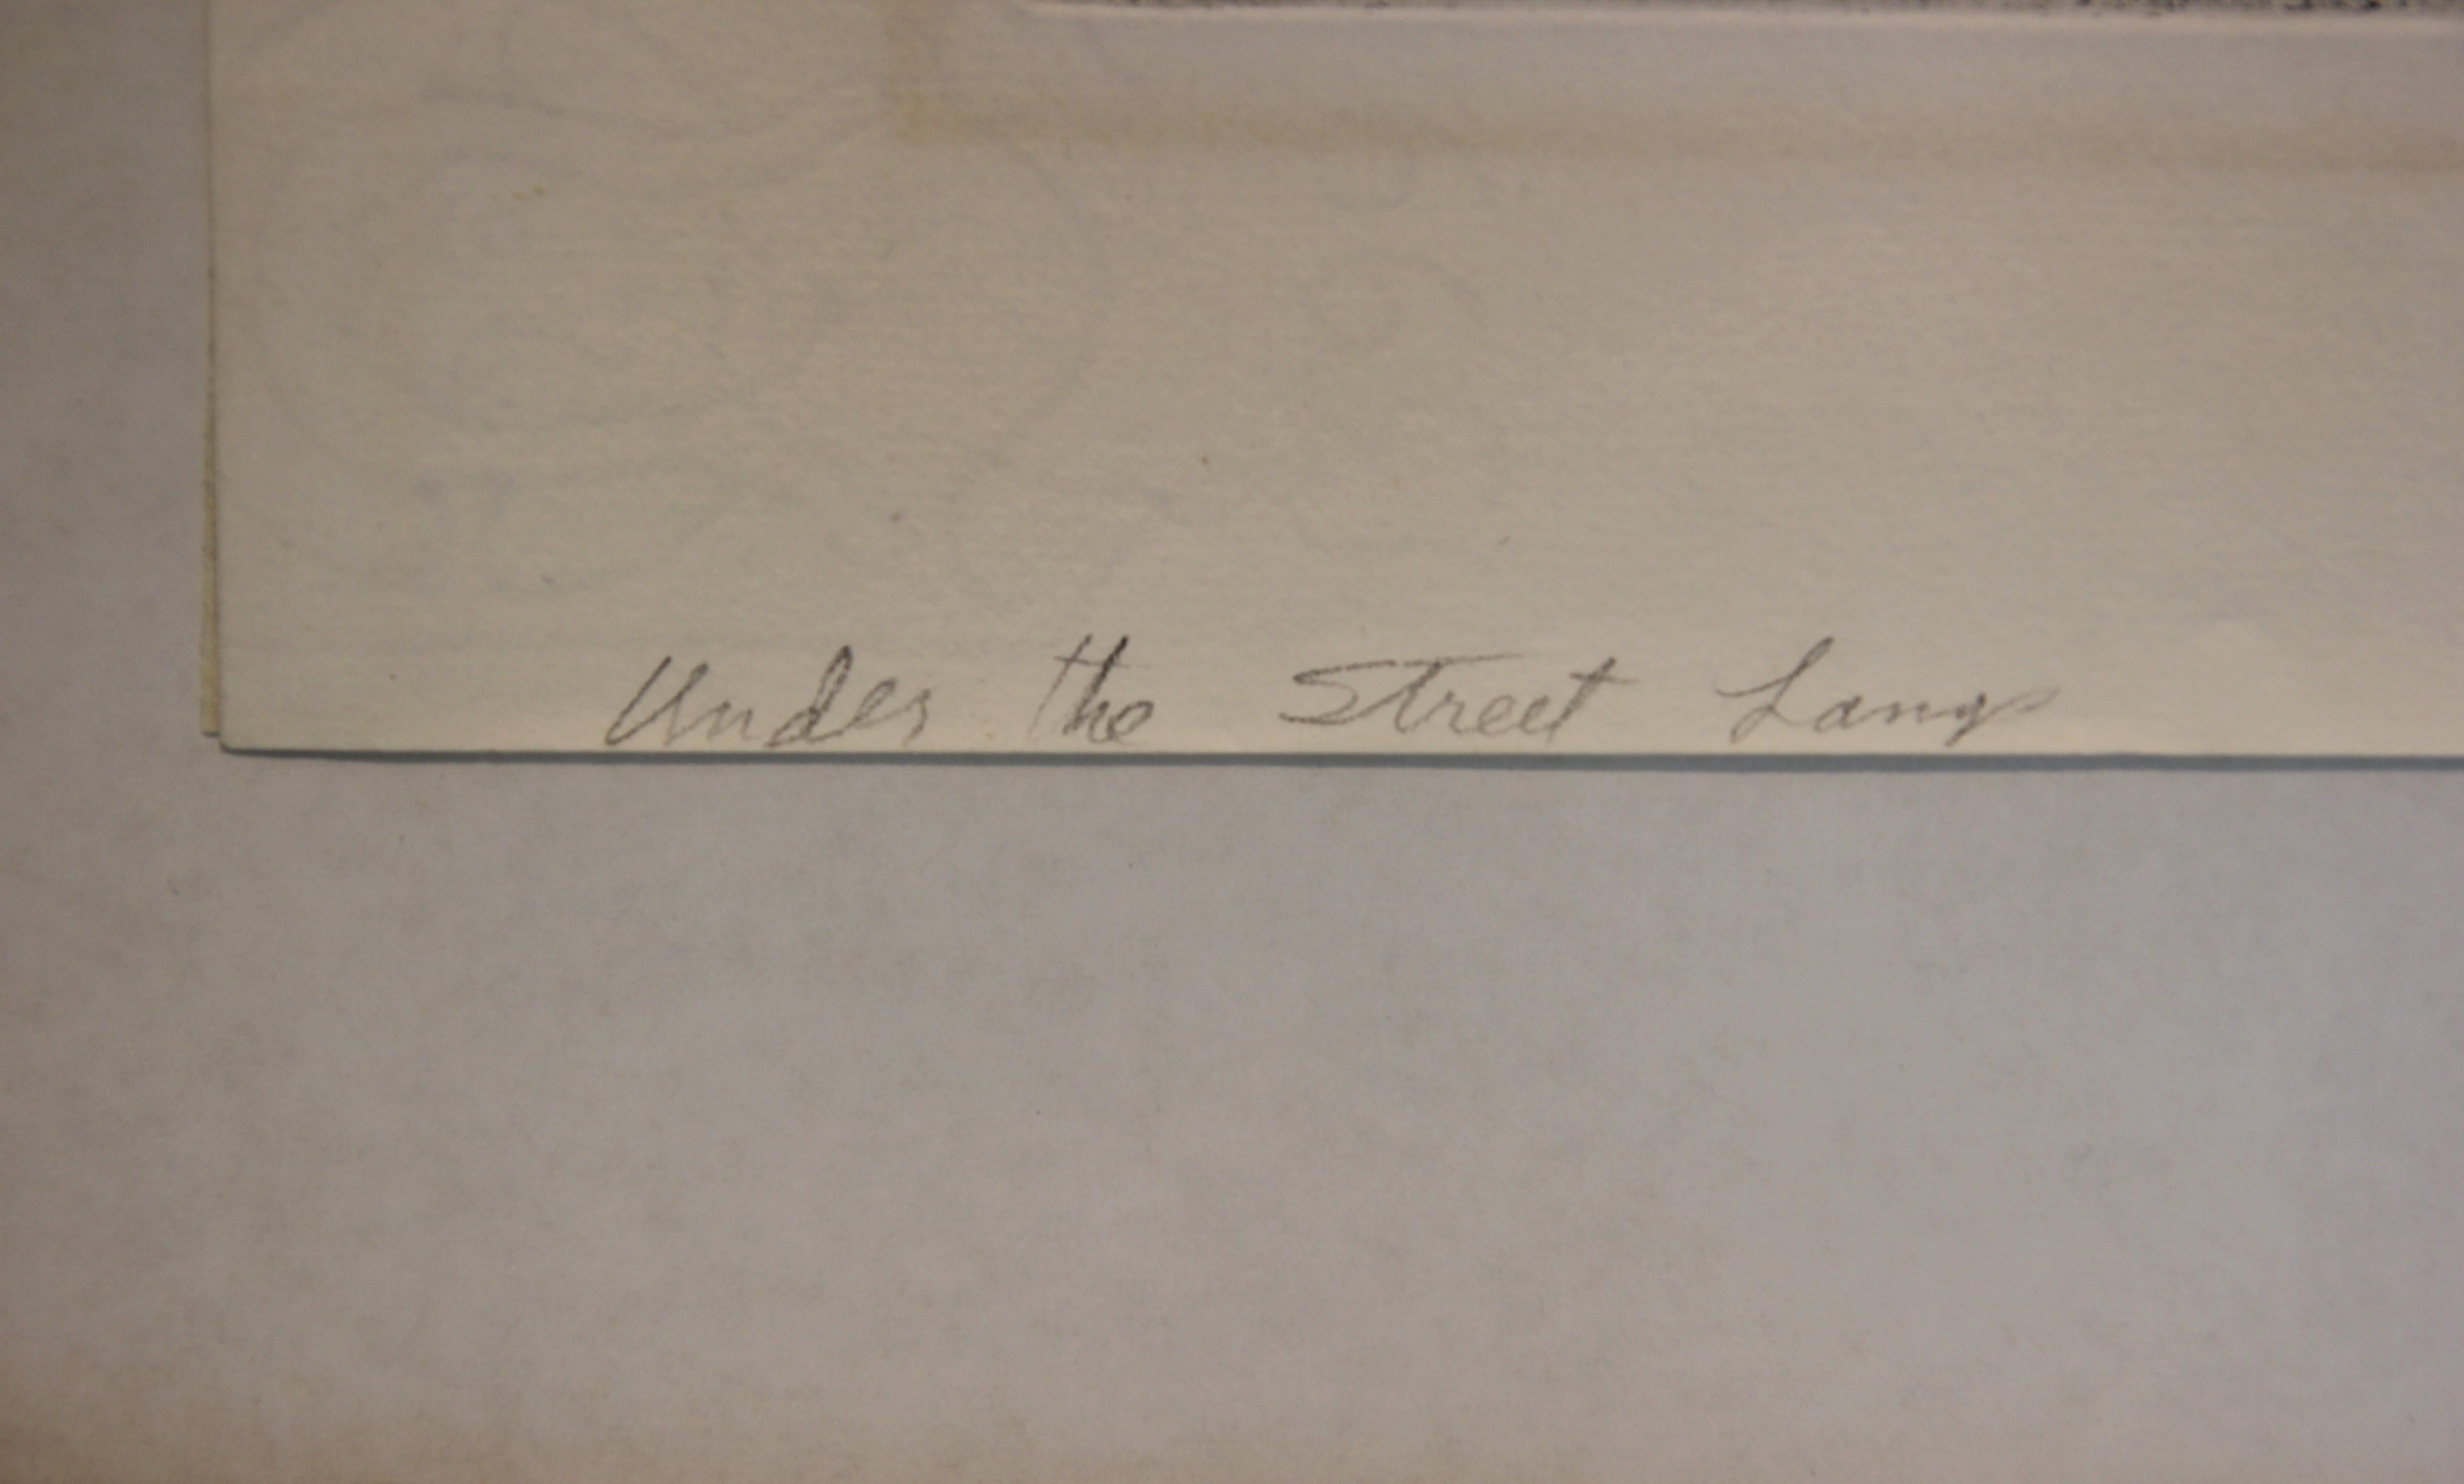 Under the Street Lamp